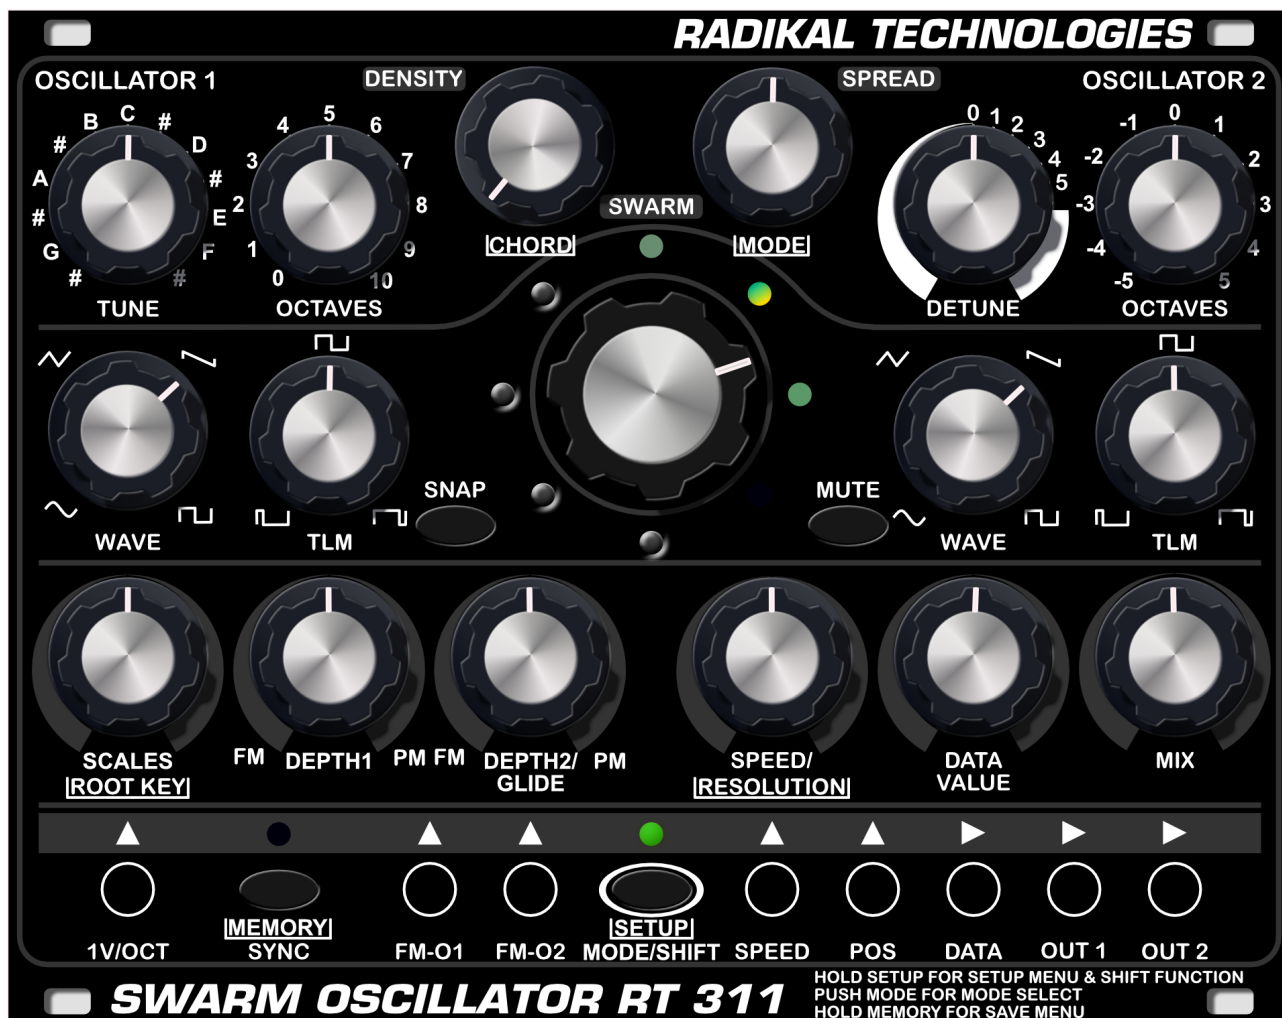 RADIKAL TECHNOLOGIES
OSCILLATOR 1
DENSITY
SPREAD
OSCILLATOR 2
G
#
A
#
B
C
#
D
#
E
F
#
#
TUNE
0
1
2
3
4
5
6
7
8
9
10
OCTAVES
CHORD
SWARM
MODE
0
1
2
3
4
5
DETUNE
-5
-4
-3
-2
-1
0
1
2
3
4
5
OCTAVES
WAVE
TLM
SNAP
MUTE
WAVE
TLM
SCALES
ROOT KEY
FM
DEPTH1
PM
FM
DEPTH2/
GLIDE
PM
SPEED/
RESOLUTION
DATA
VALUE
MIX
1V/OCT
MEMORY
SYNC
FM-O1
FM-O2
SETUP
MODE/SHIFT
SPEED
POS
DATA
OUT 1
OUT 2
SWARM OSCILLATOR RT 311
HOLD SETUP FOR SETUP MENU & SHIFT FUNCTION
PUSH MODE FOR MODE SELECT
HOLD MEMORY FOR SAVE MENU